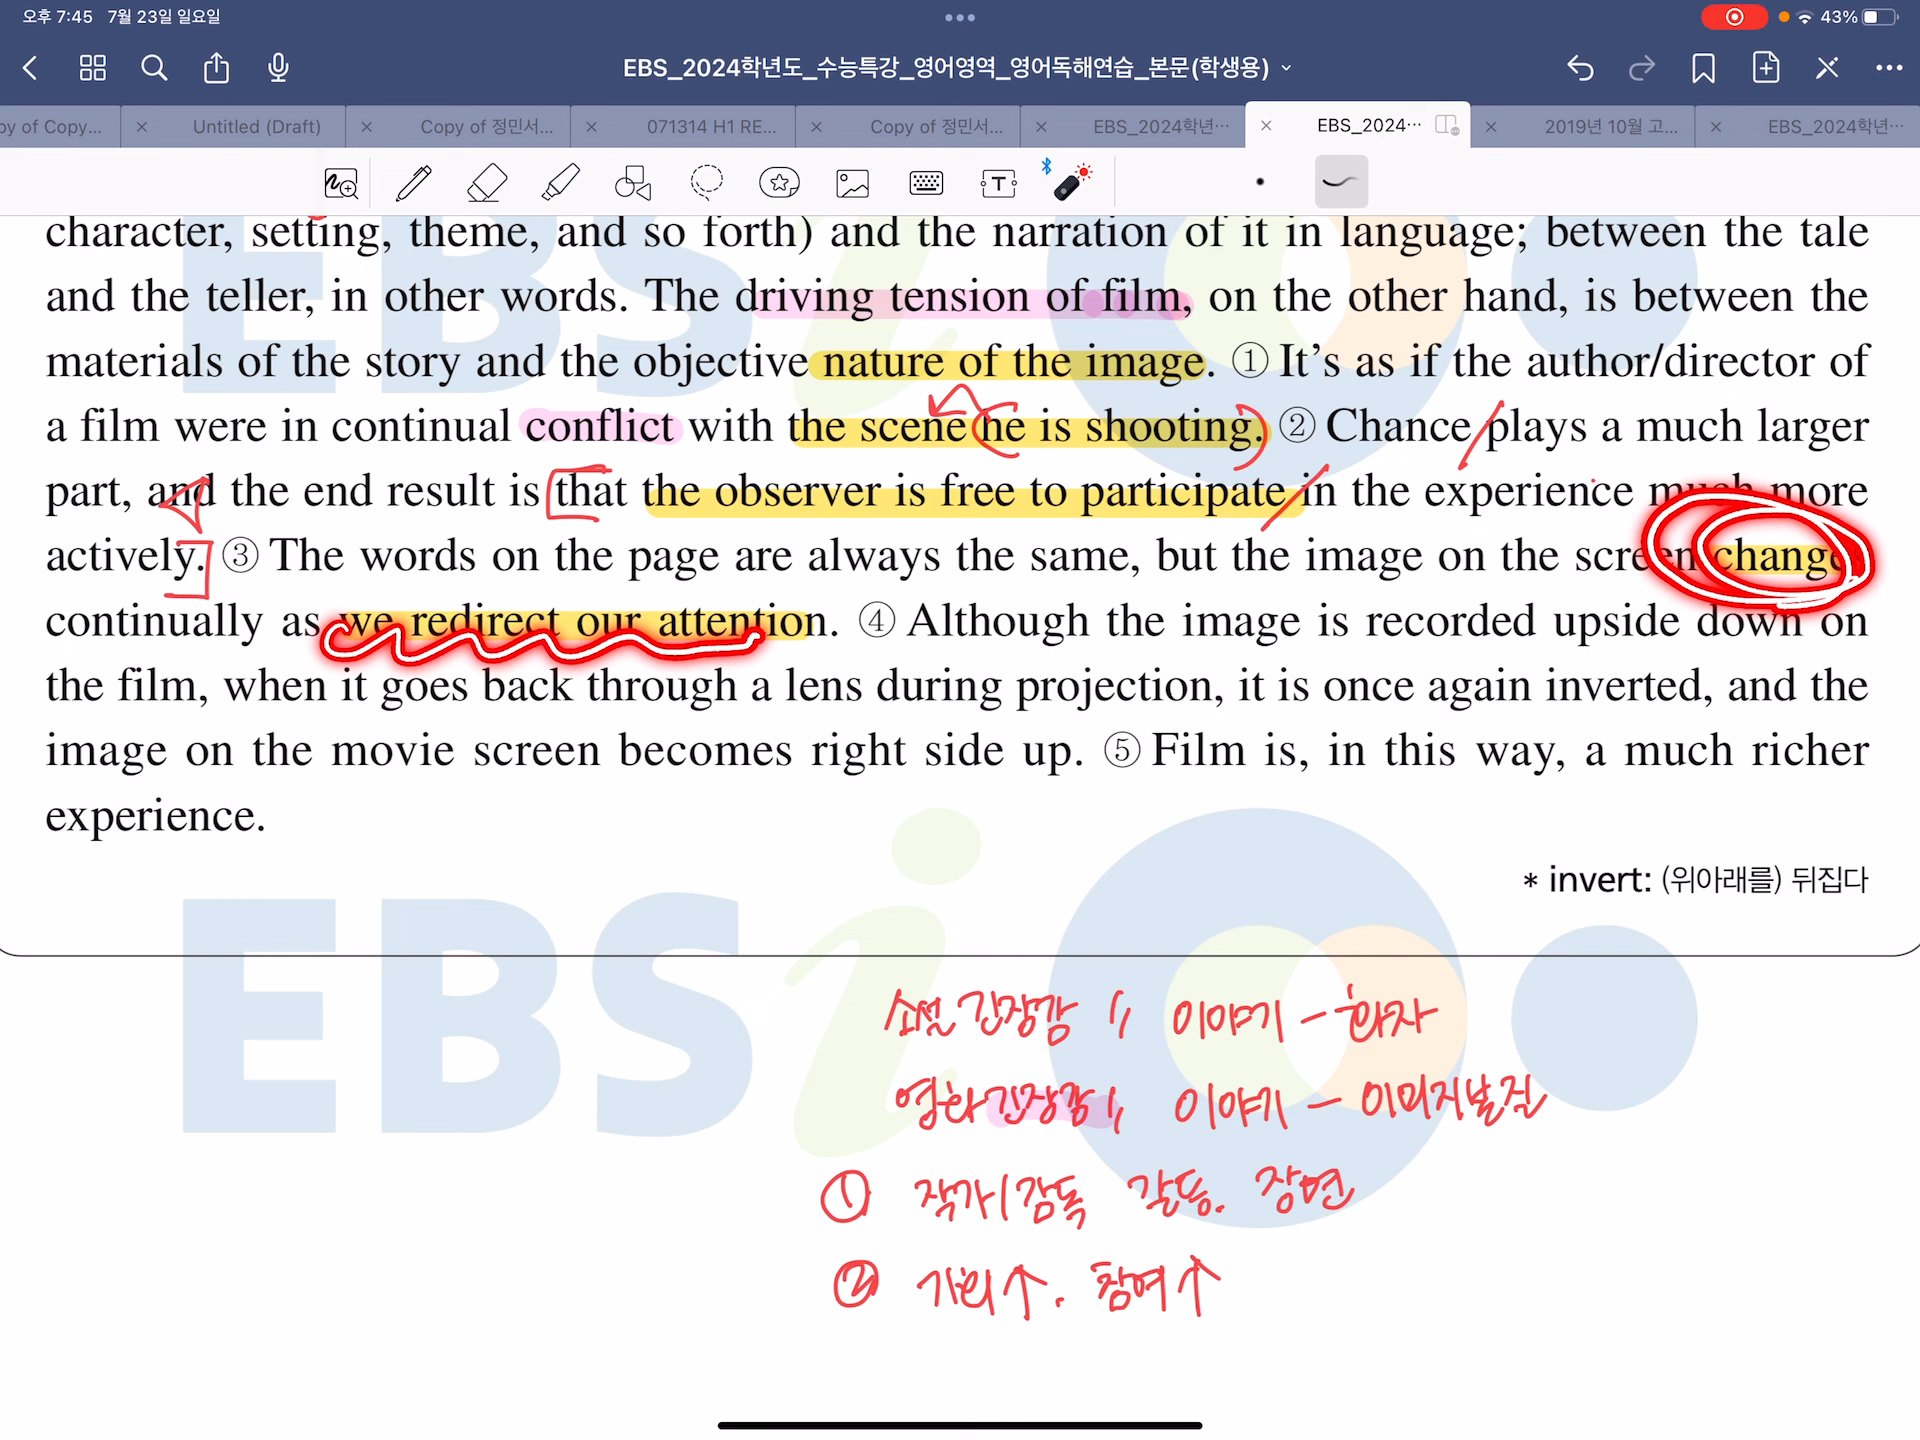 오후 7:45 7월 23일 일요일
43%
EBS_2024학년도_수능특강_영어영역_영어독해연습_본문(학생용)
py of Copy...
Untitled (Draft)
Copy of 정민서...
071314 H1 RE...
Copy of 정민서...
EBS_2024학년...
EBS_2024...
2019년 10월 고...
EBS_2024학년...
character, setting, theme, and so forth) and the narration of it in language; between the tale
and the teller, in other words. The driving tension of film, on the other hand, is between the
materials of the story and the objective nature of the image. ① It's as if the author/director of
a film were in continual conflict with the scene he is shooting. ② Chance plays a much larger
part, and the end result is that the observer is free to participate in the experience much more
actively. ③ The words on the page are always the same, but the image on the screen change
continually as we redirect our attention. ④ Although the image is recorded upside down on
the film, when it goes back through a lens during projection, it is once again inverted, and the
image on the movie screen becomes right side up. ⑤ Film is, in this way, a much richer
experience.
* invert: (위아래를) 뒤집다
EBSi
EBSi
소설 긴장감 이야기 - 화자
영화 긴장감 이야기 - 이미지 본질
① 작가/감독 갈등. 장면
② 기회↑. 참여↑